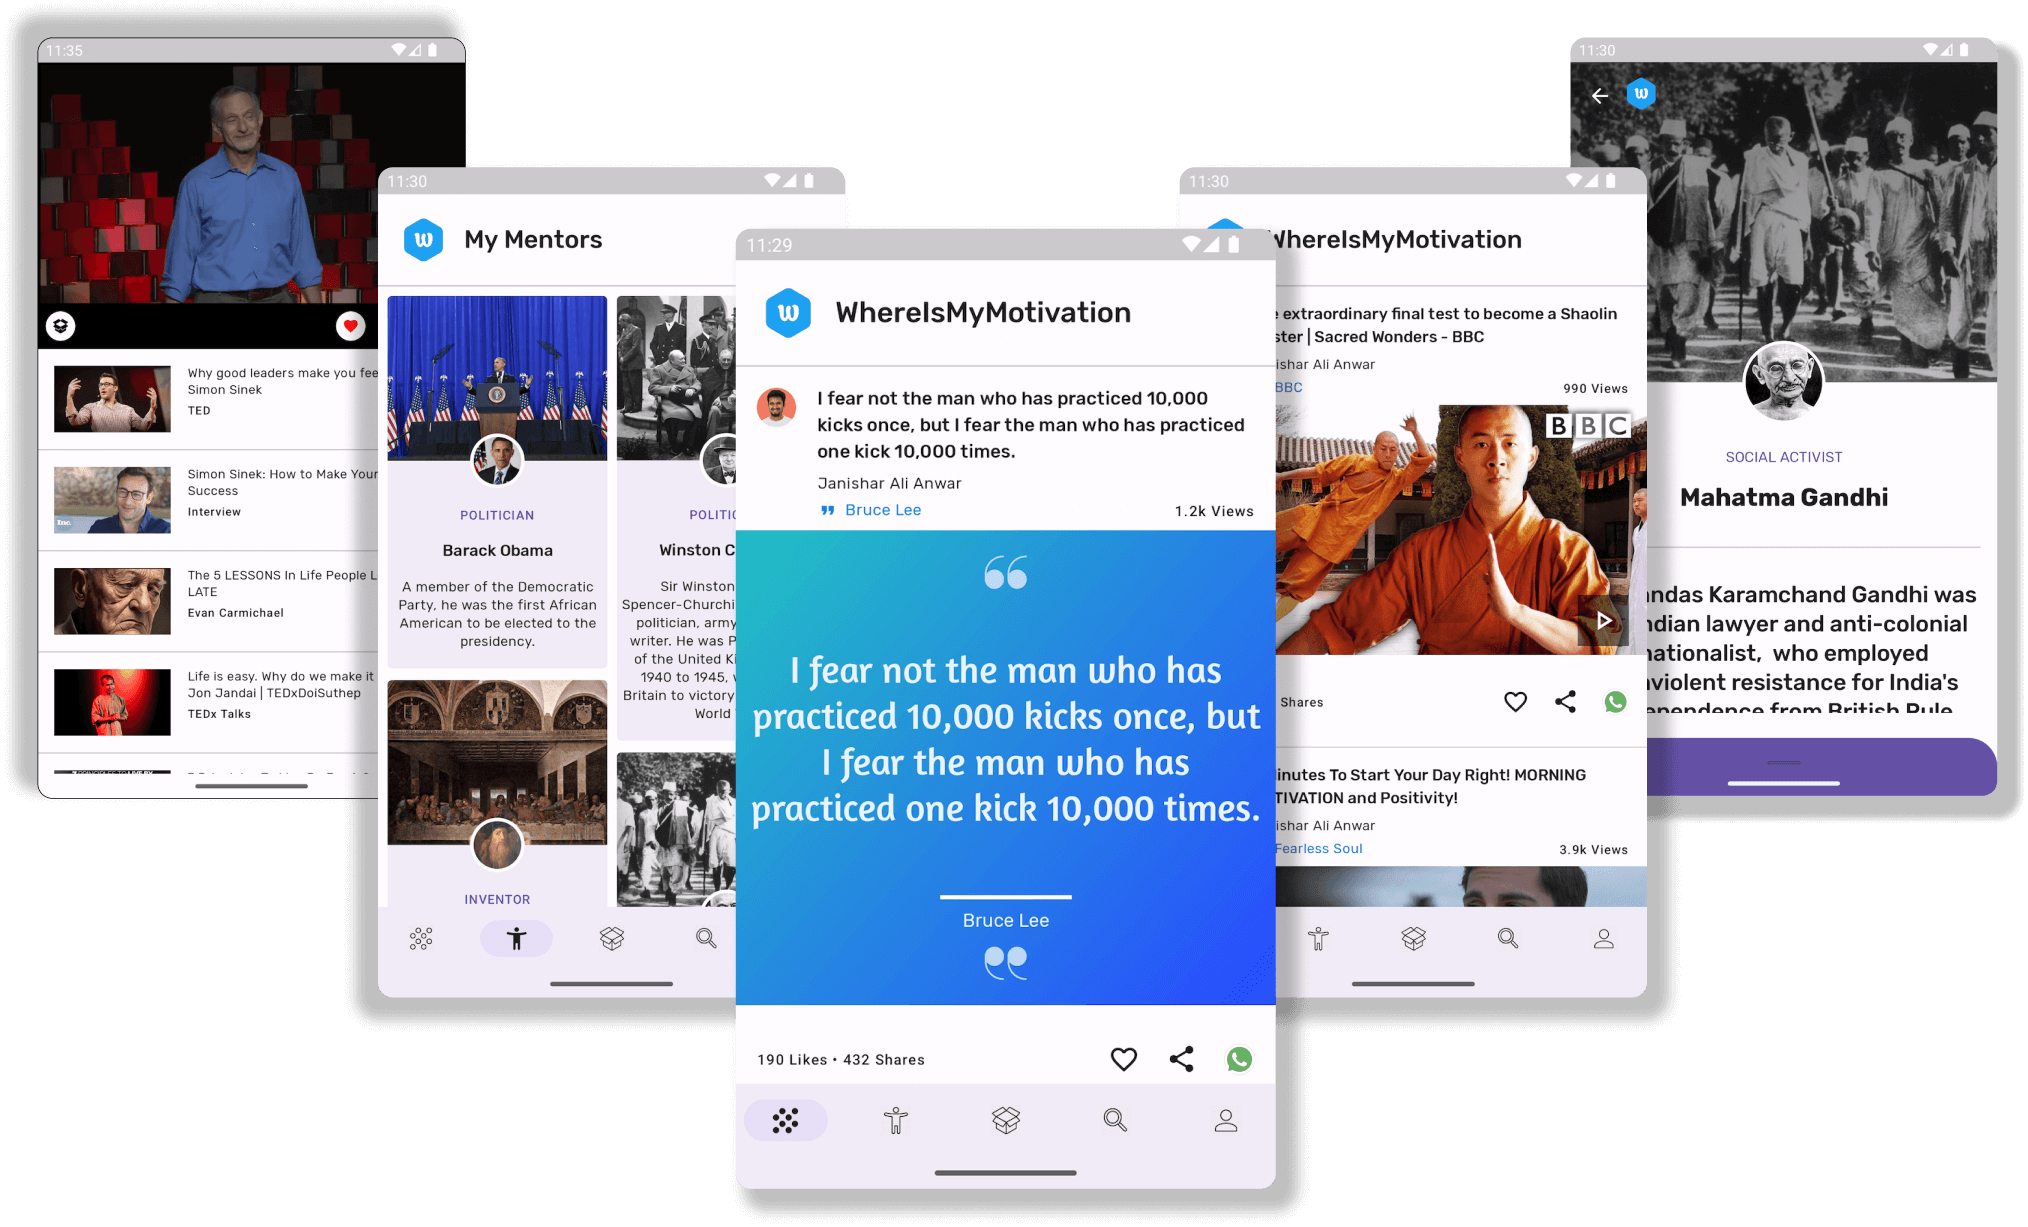 11:35
Why good leaders make you fee
Simon Sinek
TED
Simon Sinek: How to Make Your
Success
Interview
Inc.
The 5 LESSONS In Life People L
LATE
Evan Carmichael
Life is easy. Why do we make it
Jon Jandai | TEDxDoiSuthep
TEDx Talks
11:30
w
My Mentors
POLITICIAN
Barack Obama
A member of the Democratic
Party, he was the first African
American to be elected to the
presidency.
INVENTOR
POLITIC
Winston C
Sir Winston
Spencer-Churchi
politician, army
writer. He was P
of the United Ki
1940 to 1945,
Britain to victory
World
11:29
w
WhereIsMyMotivation
I fear not the man who has practiced 10,000
kicks once, but I fear the man who has practiced
one kick 10,000 times.
Janishar Ali Anwar
Bruce Lee
1.2k Views
I fear not the man who has
practiced 10,000 kicks once, but
I fear the man who has
practiced one kick 10,000 times.
Bruce Lee
190 Likes • 432 Shares
11:30
WhereIsMyMotivation
e extraordinary final test to become a Shaolin
ster | Sacred Wonders - BBC
ishar Ali Anwar
BBC
990 Views
BBC
Shares
inutes To Start Your Day Right! MORNING
TIVATION and Positivity!
ishar Ali Anwar
Fearless Soul
3.9k Views
11:30
w
SOCIAL ACTIVIST
Mahatma Gandhi
ndas Karamchand Gandhi was
ndian lawyer and anti-colonial
nationalist, who employed
violent resistance for India's
ependence from British Rule